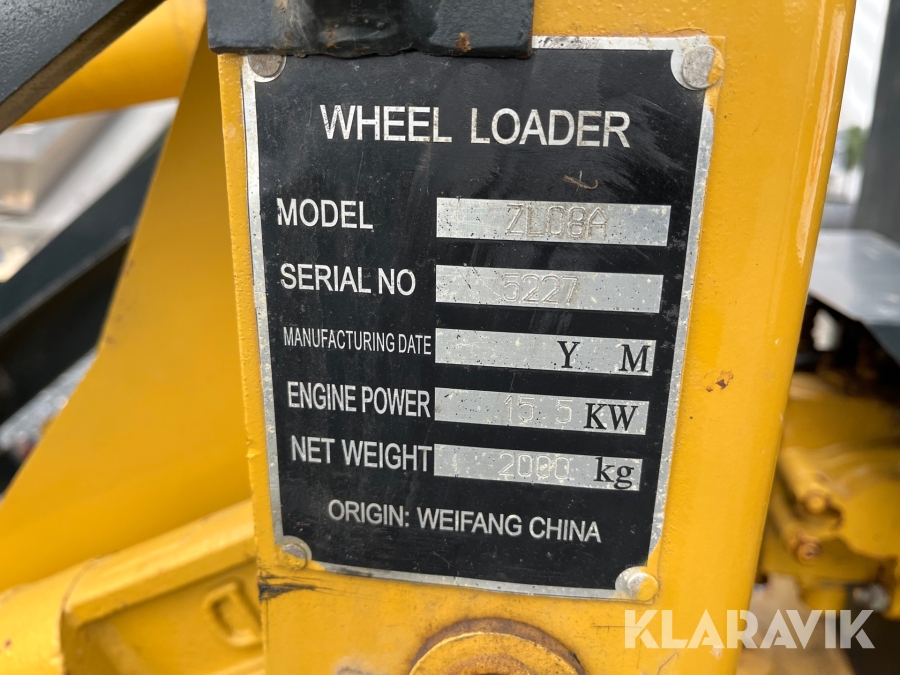 WHEEL LOADER
MODEL ZL08A
SERIAL NO 5227
MANUFACTURING DATE Y M
ENGINE POWER 15.5 KW
NET WEIGHT 2000 kg
ORIGIN: WEIFANG CHINA
KLARAVIK